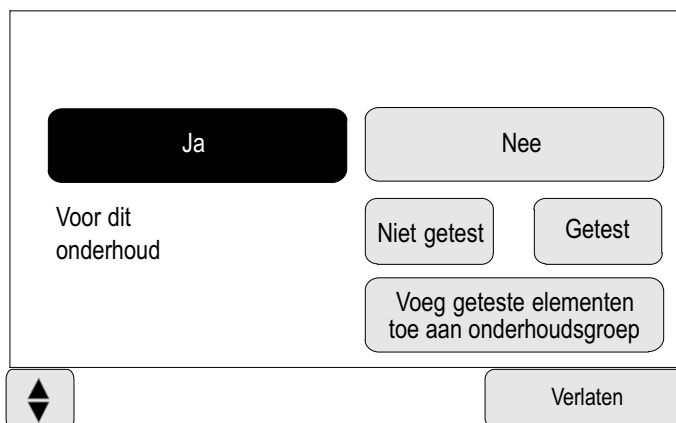 Ja
Nee
Voor dit
onderhoud
Niet getest
Getest
Voeg geteste elementen
toe aan onderhoudsgroep
Verlaten